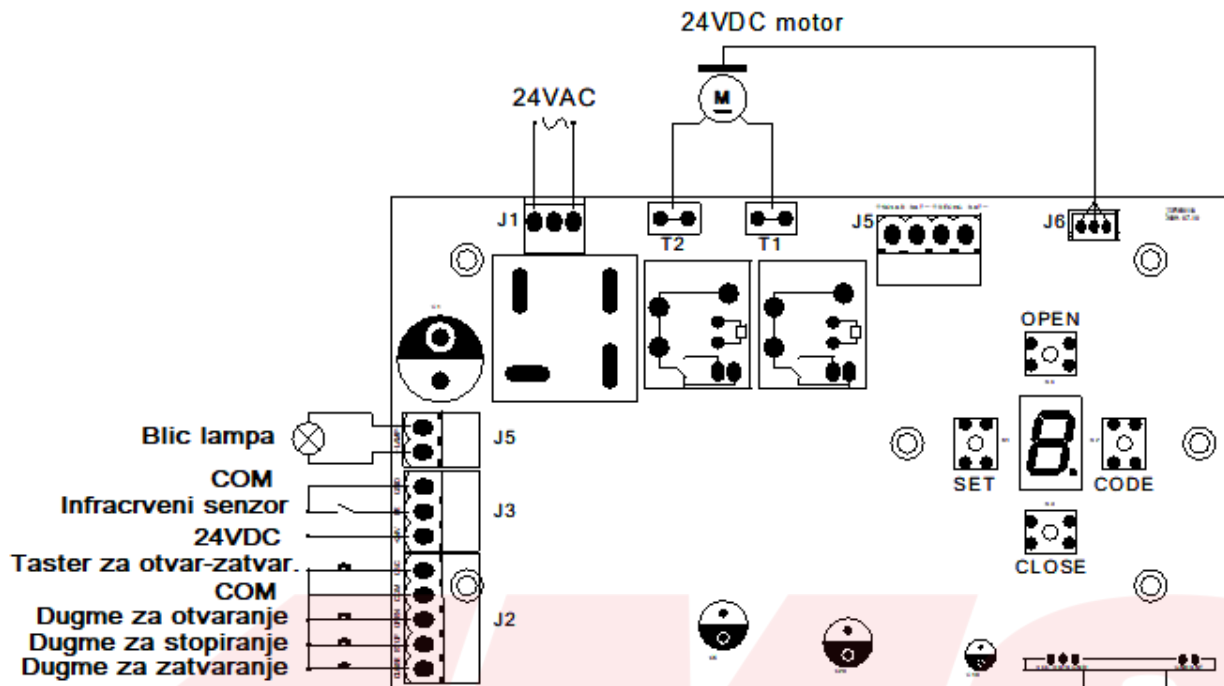 24VDC motor
M
24VAC
J1
T2
T1
J5
J6
OPEN
Blic lampa
J5
SET
CODE
COM
Infracrveni senzor
J3
24VDC
CLOSE
Taster za otvar-zatvar.
COM
Dugme za otvaranje
J2
Dugme za stopiranje
Dugme za zatvaranje